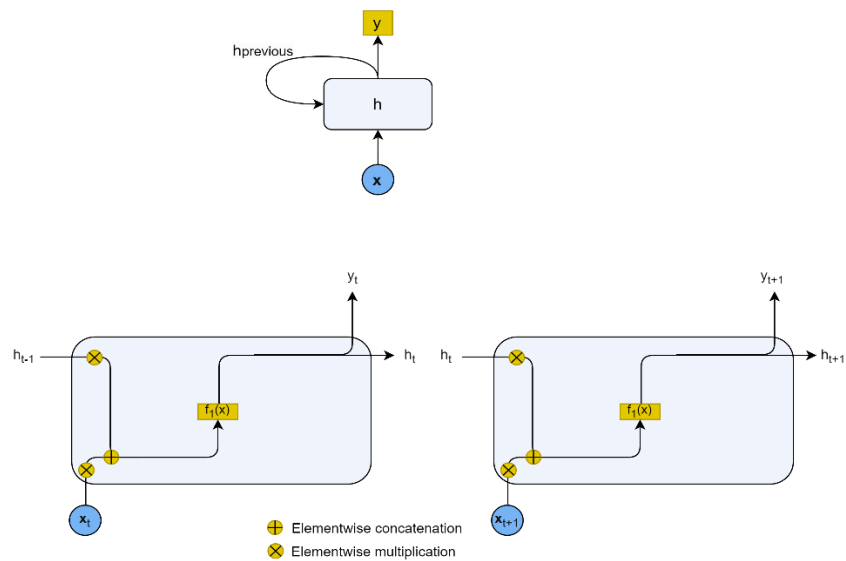 y
hprevious
h
x
yt
yt+1
ht-1
ht
ht
ht+1
f1(x)
f1(x)
xt
xt+1
Elementwise concatenation
Elementwise multiplication